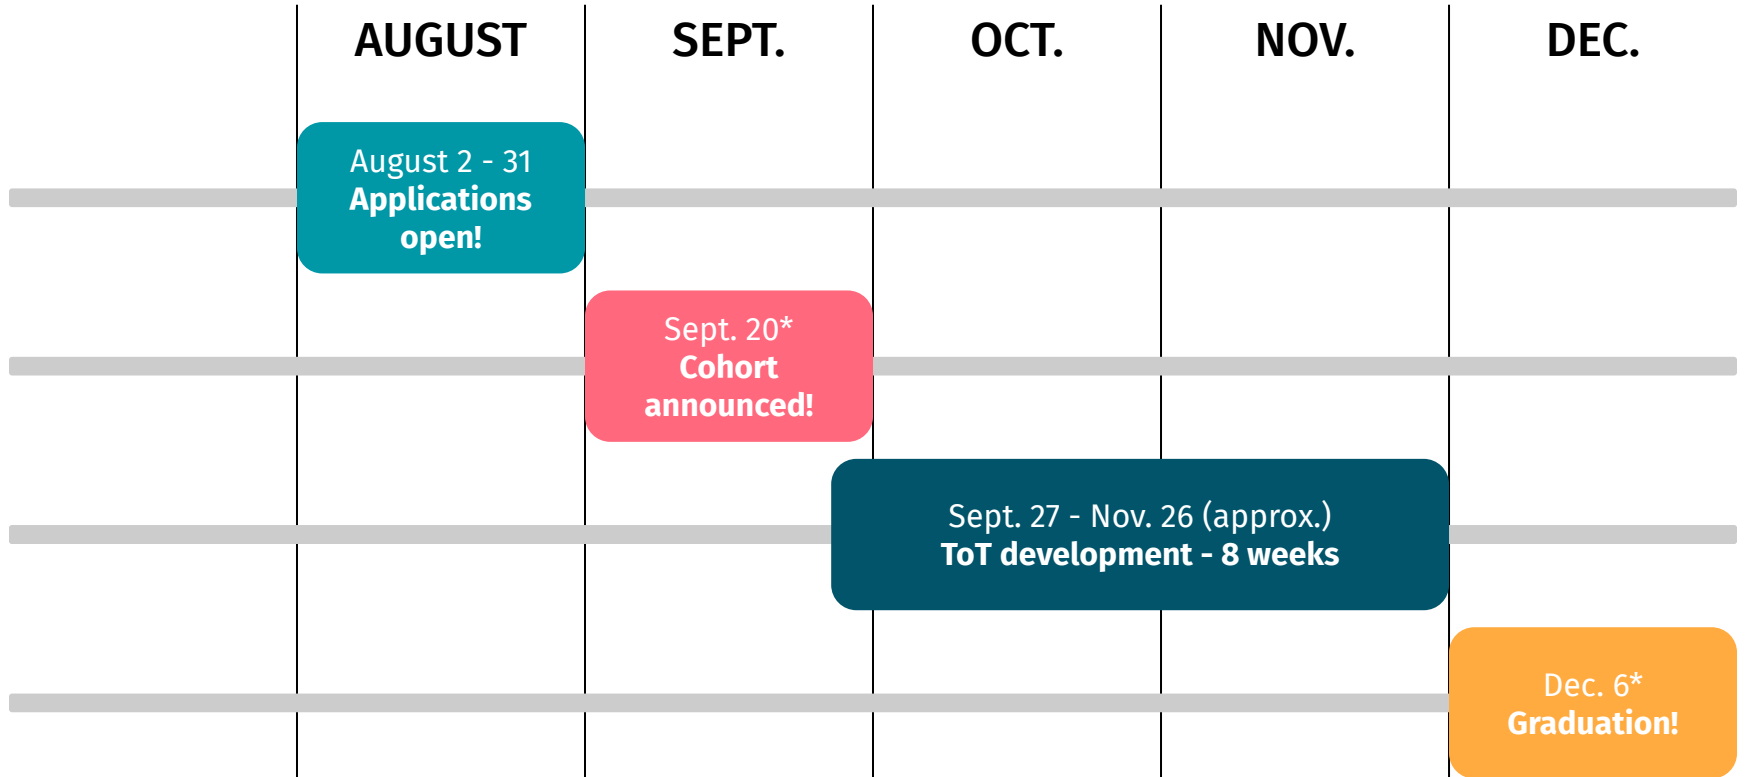 AUGUST
SEPT.
OCT.
NOV.
DEC.
August 2 - 31
Applications
open!
Sept. 20*
Cohort
announced!
Sept. 27 - Nov. 26 (approx.)
ToT development - 8 weeks
Dec. 6*
Graduation!